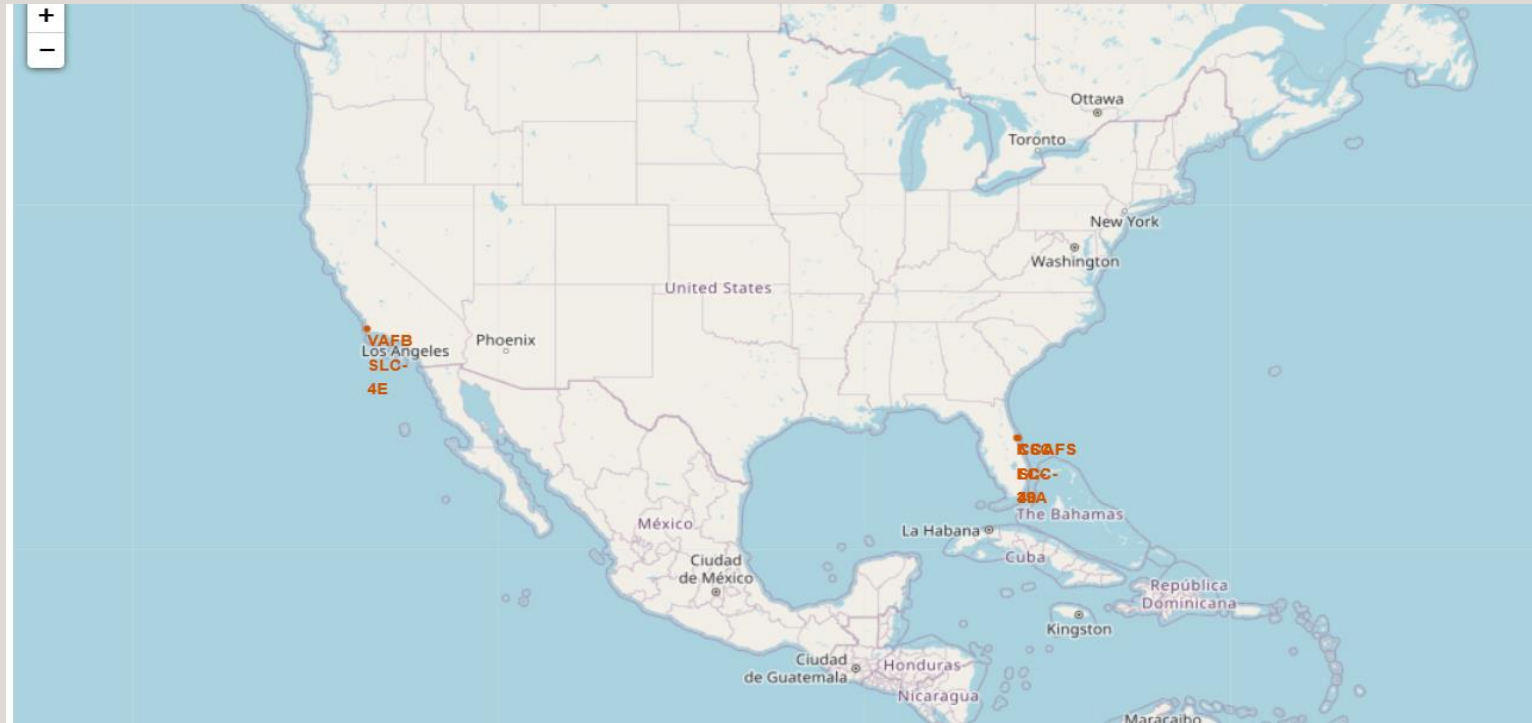 +
−
Ottawa
Toronto
New York
Washington
United States
VAFB
Los Angeles
SLC-
4E
Phoenix
The Bahamas
La Habana
México
Cuba
Ciudad
de México
República
Dominicana
Kingston
Ciudad
de Guatemala
Honduras
Nicaragua
Maracaibo